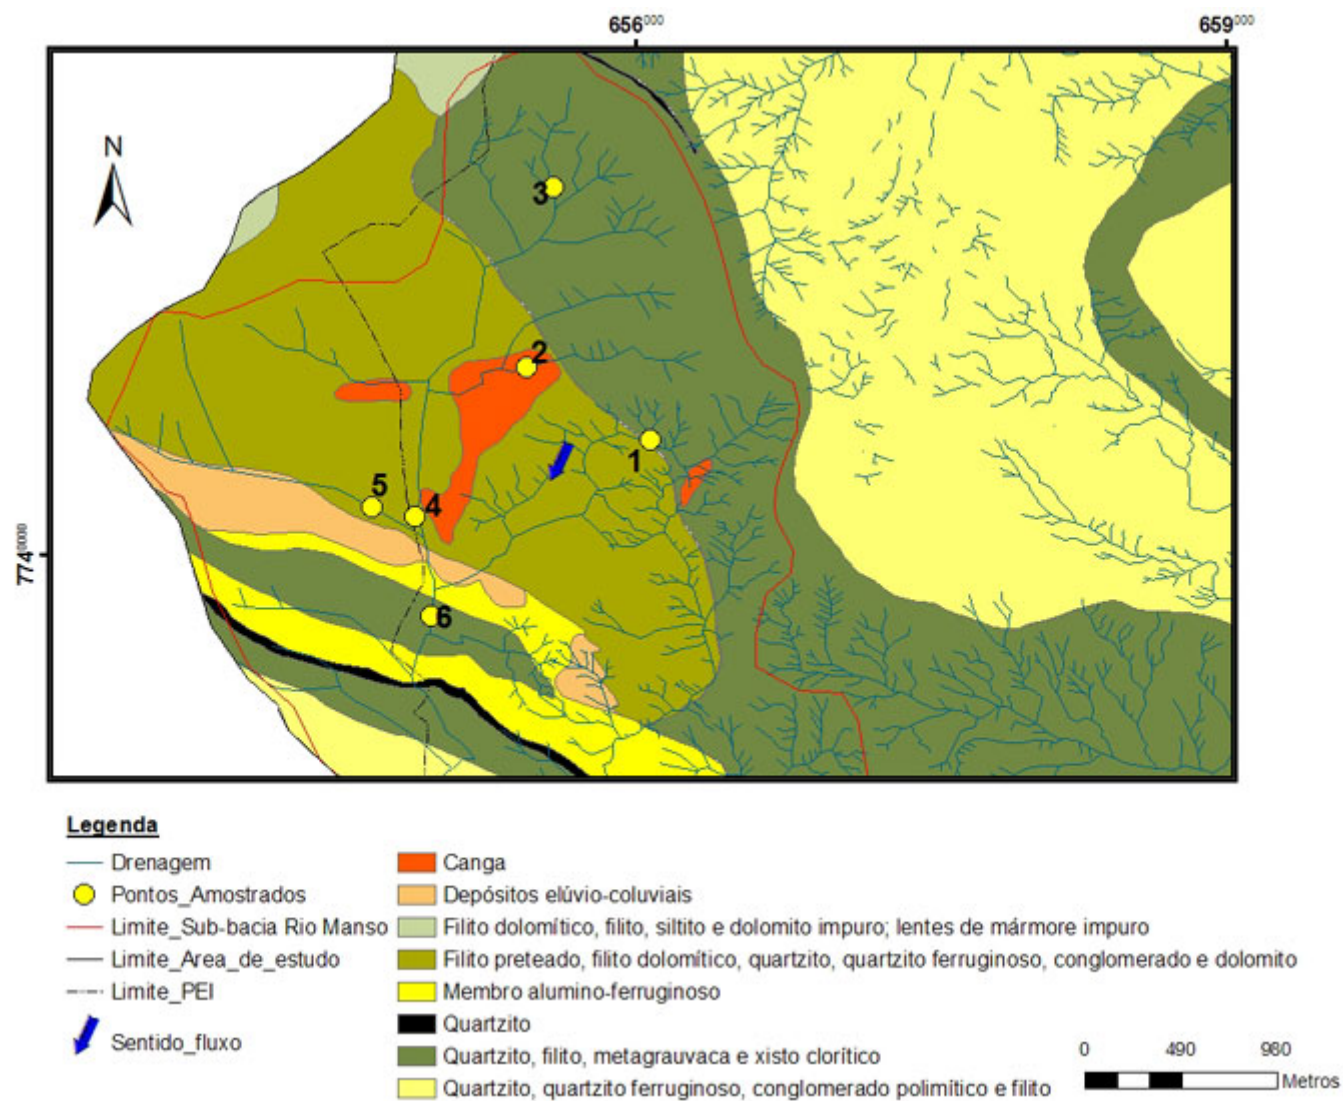 656000
659000
N
3
2
1
5
4
7740000
6
Legenda
Drenagem
Pontos_Amostrados
Limite_Sub-bacia Rio Manso
Limite_Area_de_estudo
Limite_PEI
Sentido_fluxo
Canga
Depósitos elúvio-coluviais
Filito dolomítico, filito, siltito e dolomito impuro; lentes de mármore impuro
Filito preteado, filito dolomítico, quartzito, quartzito ferruginoso, conglomerado e dolomito
Membro alumino-ferruginoso
Quartzito
Quartzito, filito, metagrauvaca e xisto clorítico
Quartzito, quartzito ferruginoso, conglomerado polimítico e filito
0 490 980
Metros